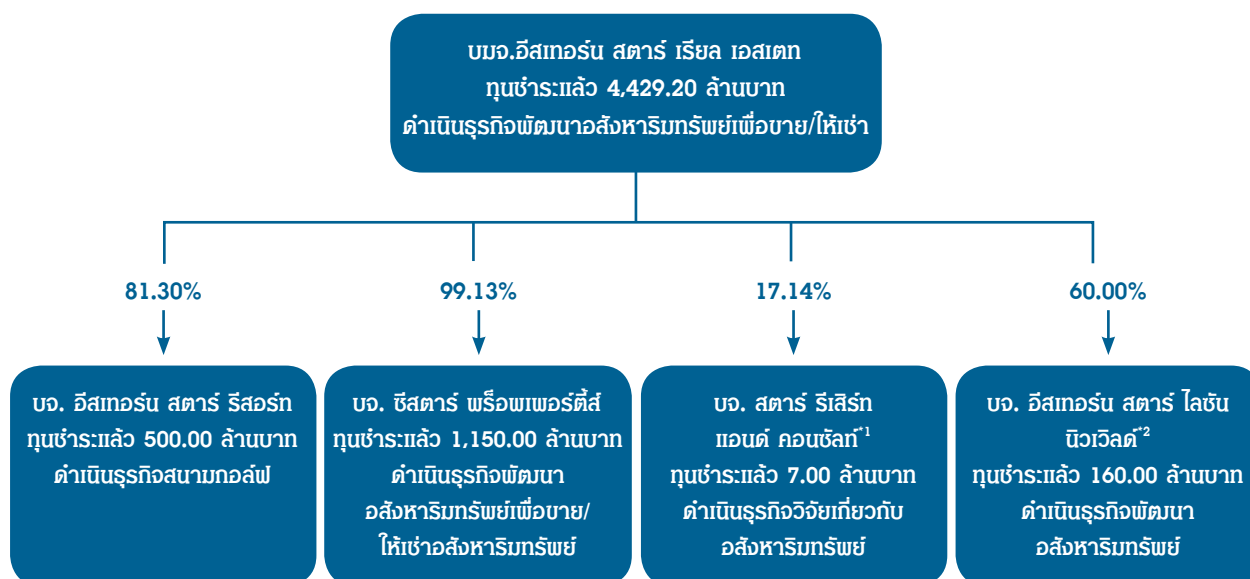 บมจ.อีสเทอร์น สตาร์ เรียล เอสเตท
ทุนชำระแล้ว 4,429.20 ล้านบาท
ดำเนินธุรกิจพัฒนาอสังหาริมทรัพย์เพื่อขาย/ให้เช่า
81.30%
99.13%
17.14%
60.00%
บจ. อีสเทอร์น สตาร์ รีสอร์ท
ทุนชำระแล้ว 500.00 ล้านบาท
ดำเนินธุรกิจสนามกอล์ฟ
บจ. ซีสตาร์ พร็อพเพอร์ตี้ส์
ทุนชำระแล้ว 1,150.00 ล้านบาท
ดำเนินธุรกิจพัฒนา
อสังหาริมทรัพย์เพื่อขาย/
ให้เช่าอสังหาริมทรัพย์
บจ. สตาร์ รีเสิร์ท
แอนด์ คอนซัลท์*1
ทุนชำระแล้ว 7.00 ล้านบาท
ดำเนินธุรกิจวิจัยเกี่ยวกับ
อสังหาริมทรัพย์
บจ. อีสเทอร์น สตาร์ ไลซัน
นิวเวิลด์*2
ทุนชำระแล้ว 160.00 ล้านบาท
ดำเนินธุรกิจพัฒนา
อสังหาริมทรัพย์